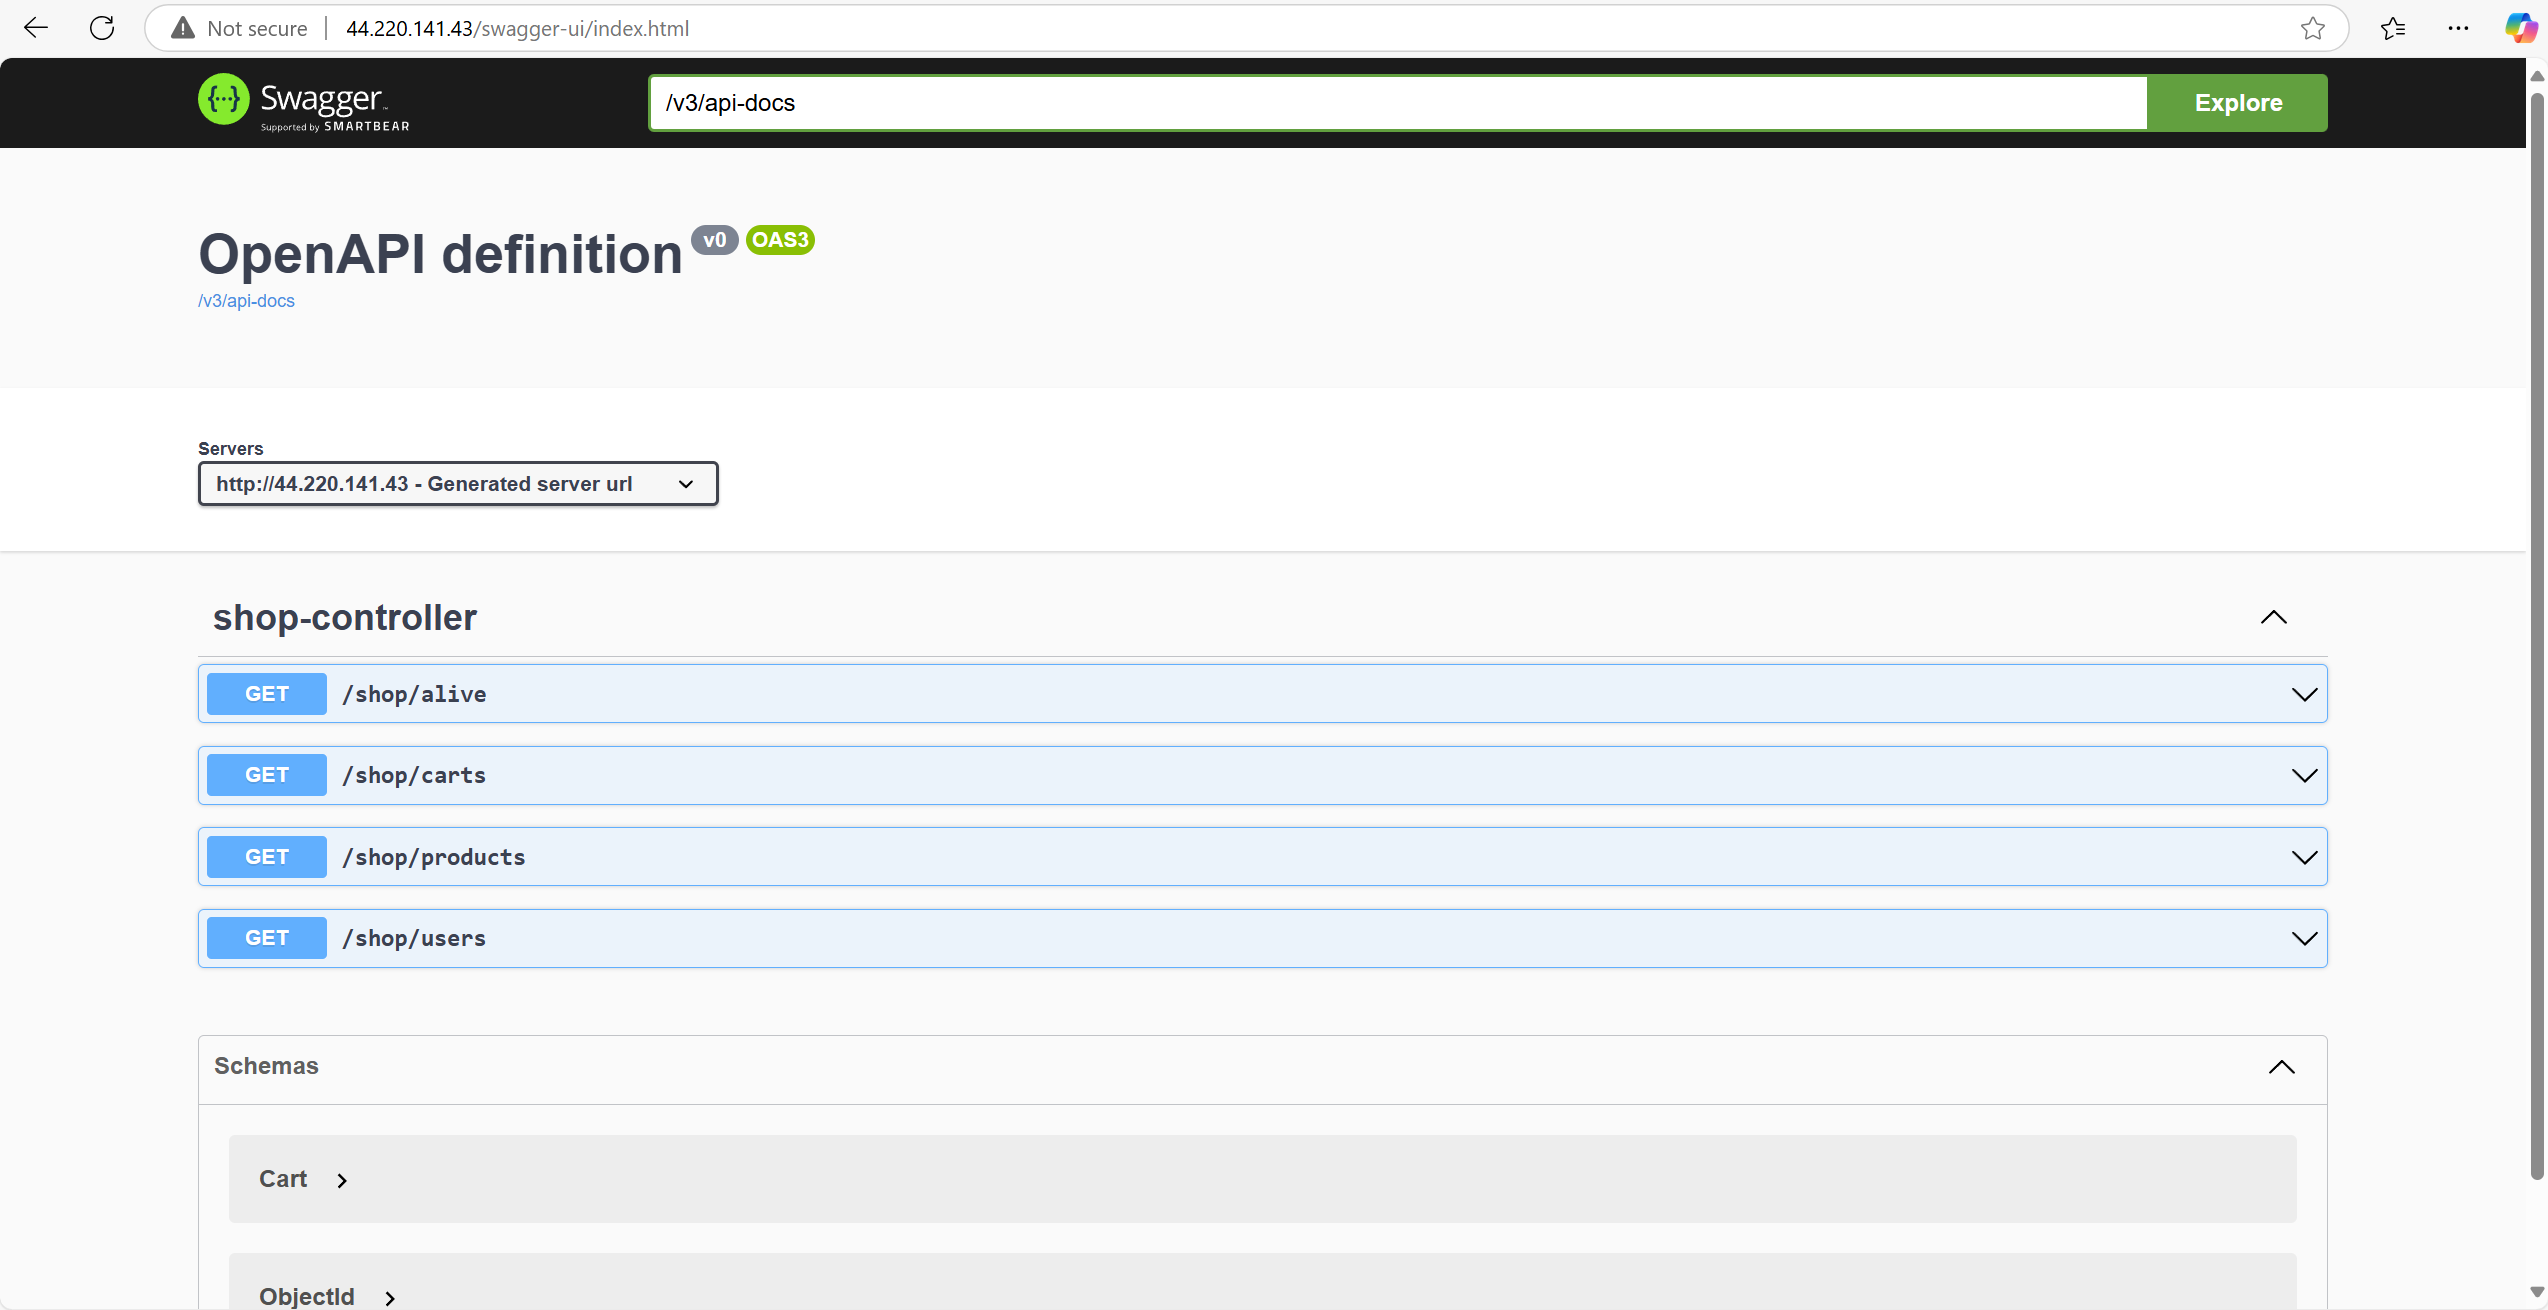 Not secure 44.220.141.43/swagger-ui/index.html
{···} Swagger™
Supported by SMARTBEAR
/v3/api-docs
Explore
OpenAPI definition v0 OAS3
/v3/api-docs
Servers
http://44.220.141.43 - Generated server url
shop-controller
GET /shop/alive
GET /shop/carts
GET /shop/products
GET /shop/users
Schemas
Cart
ObjectId